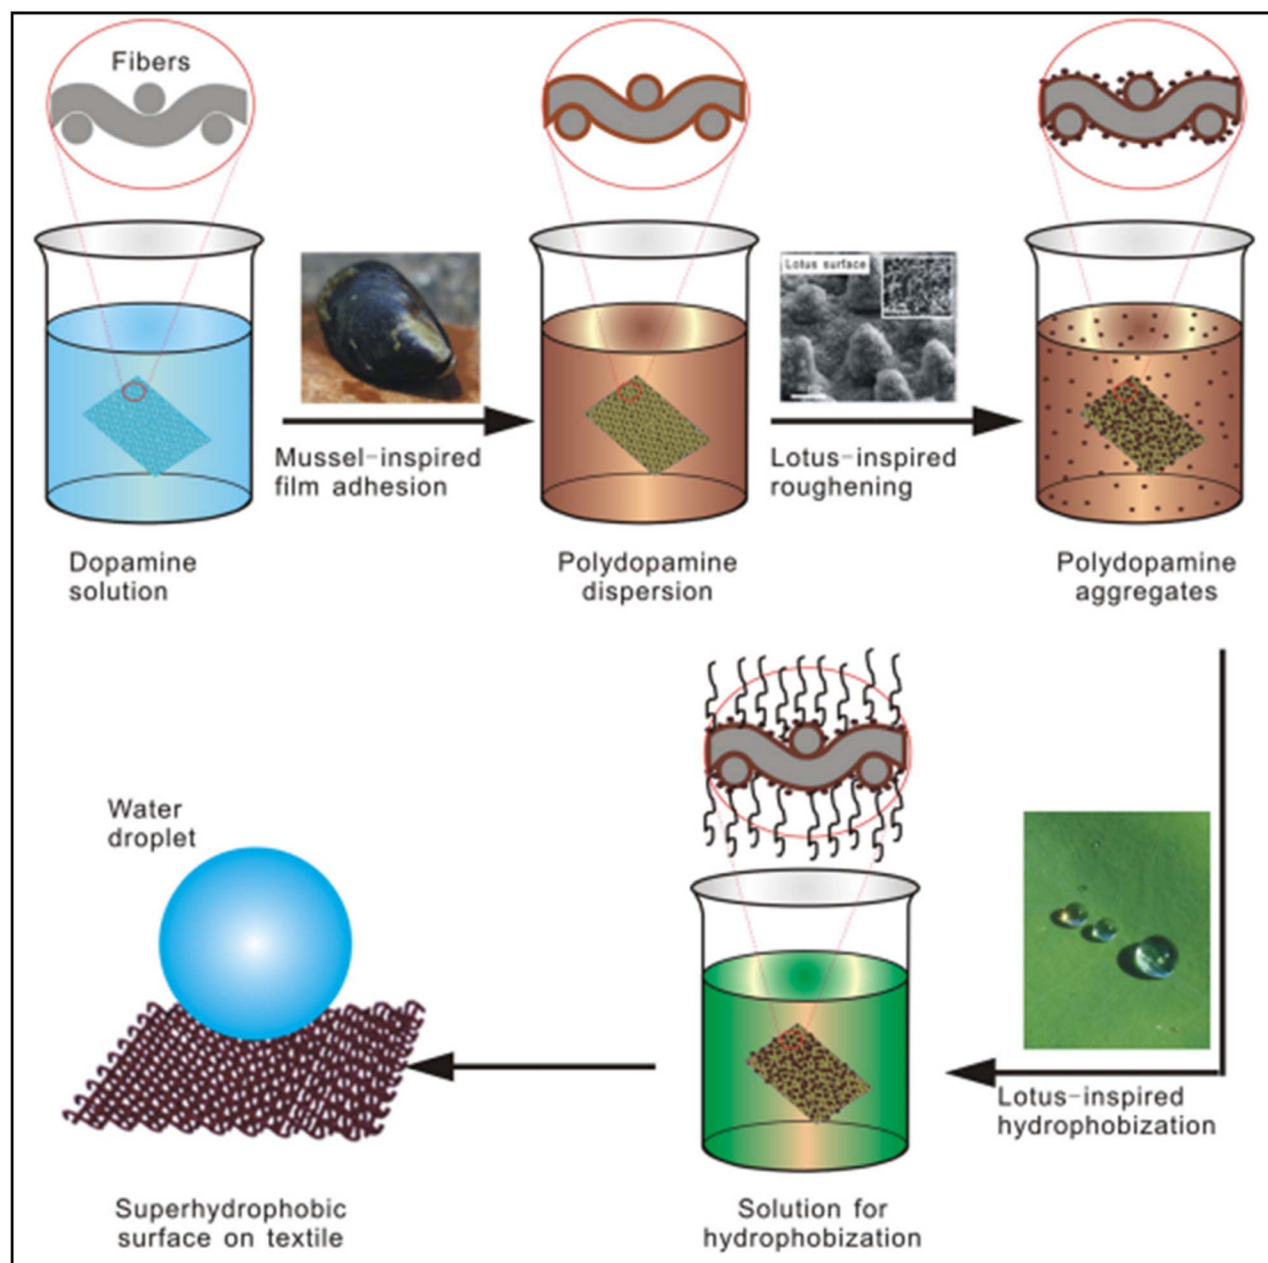 Fibers
Lotus surface
Mussel-inspired
film adhesion
Lotus-inspired
roughening
Dopamine
solution
Polydopamine
dispersion
Polydopamine
aggregates
Water
droplet
Lotus-inspired
hydrophobization
Superhydrophobic
surface on textile
Solution for
hydrophobization